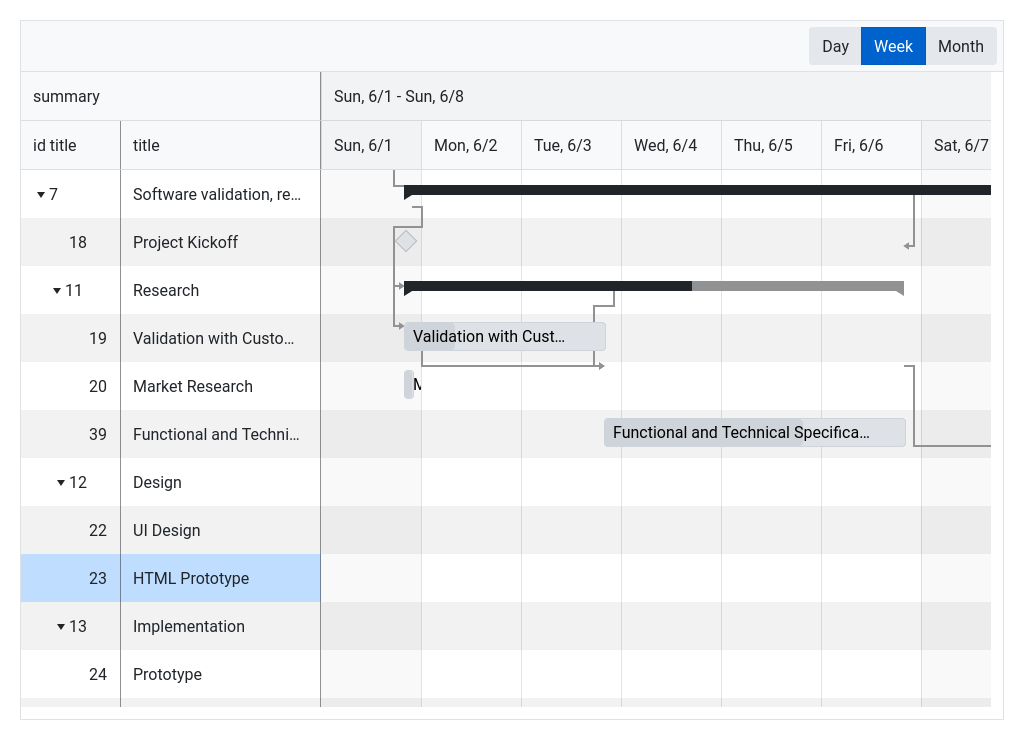 Day Week Month
summary Sun, 6/1 - Sun, 6/8
id title title Sun, 6/1 Mon, 6/2 Tue, 6/3 Wed, 6/4 Thu, 6/5 Fri, 6/6 Sat, 6/7
7 Software validation, re…
18 Project Kickoff
11 Research
19 Validation with Custo… Validation with Cust…
20 Market Research M
39 Functional and Techni… Functional and Technical Specifica…
12 Design
22 UI Design
23 HTML Prototype
13 Implementation
24 Prototype